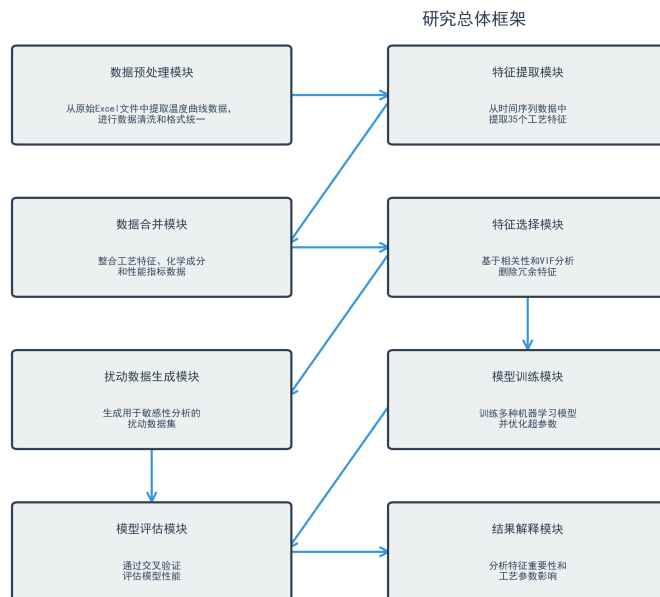 研究总体框架
数据预处理模块
从原始Excel文件中提取温度曲线数据,
进行数据清洗和格式统一
特征提取模块
从时间序列数据中
提取35个工艺特征
数据合并模块
整合工艺特征、化学成分
和性能指标数据
特征选择模块
基于相关性和VIF分析
删除冗余特征
扰动数据生成模块
生成用于敏感性分析的
扰动数据集
模型训练模块
训练多种机器学习模型
并优化超参数
模型评估模块
通过交叉验证
评估模型性能
结果解释模块
分析特征重要性和
工艺参数影响